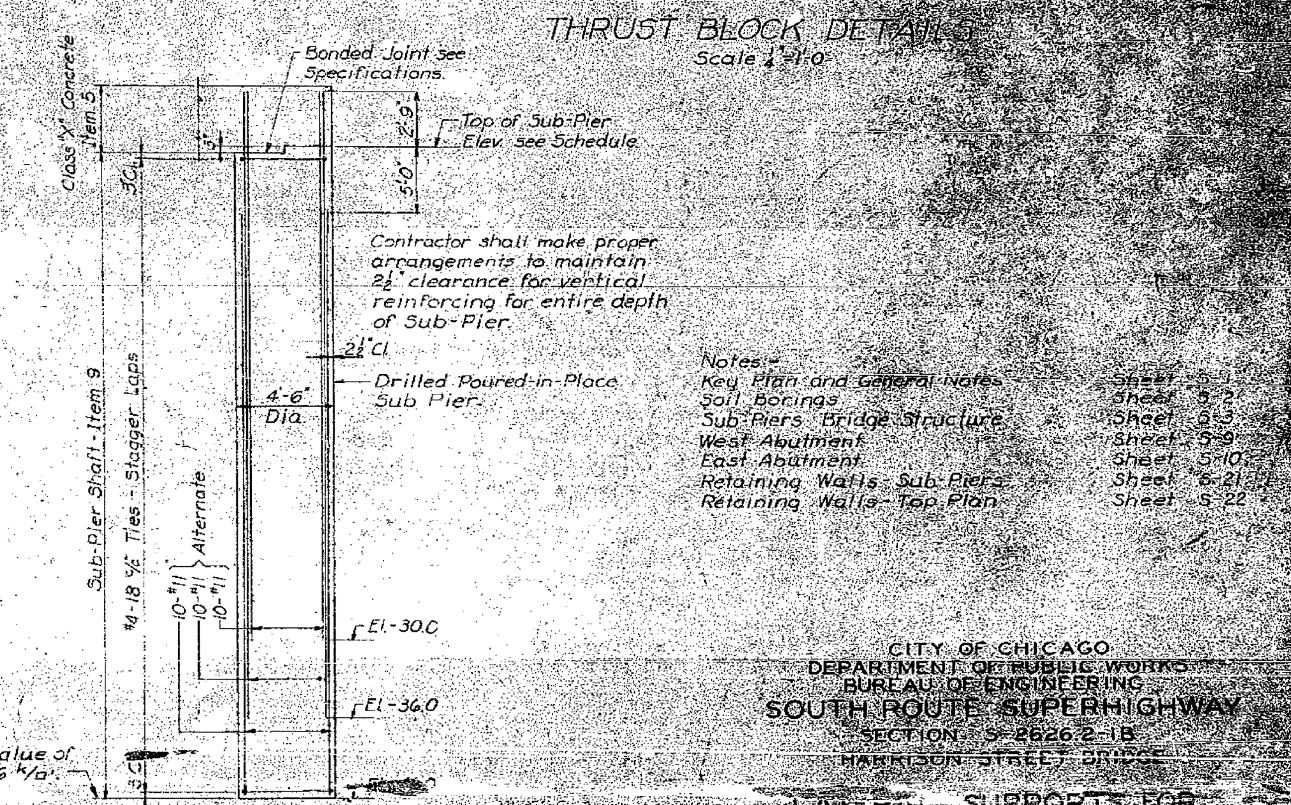 THRUST BLOCK DETAILS
Scale 1/4"=1'-0
Bonded Joint see
Specifications.
Class "X" Concrete
Item 5
3"
2'-9"
Top of Sub-Pier
Elev. see Schedule
3"Cl.
5'-0"
Contractor shall make proper
arrangements to maintain
2½" clearance for vertical
reinforcing for entire depth
of Sub-Pier.
2½" Cl.
Drilled Poured-in-Place
Sub Pier.
4'-6"
Dia.
Sub-Pier Shaft - Item 9
#4-18 c/c Ties - Stagger Laps
Alternate
10-#11
10-#11
10-#11
El.-30.0
El.-36.0
Value of
3"Cl.
Notes -
Key Plan and General Notes Sheet S-1
Soil Borings Sheet S-2
Sub-Piers Bridge Structure Sheet
West Abutment Sheet S-9
East Abutment Sheet S-10
Retaining Walls - Sub Piers Sheet S-21
Retaining Walls - Top Plan Sheet S-22
CITY OF CHICAGO
DEPARTMENT OF PUBLIC WORKS
BUREAU OF ENGINEERING
SOUTH ROUTE SUPERHIGHWAY
SECTION S-2626.2-1B
HARRISON STREET BRIDGE
SUPPORTS FOR